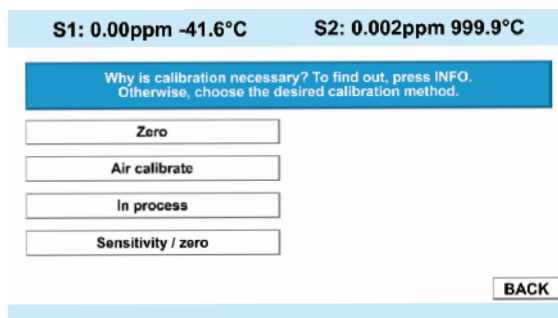 S1: 0.00ppm -41.6°C S2: 0.002ppm 999.9°C
Why is calibration necessary? To find out, press INFO.
Otherwise, choose the desired calibration method.
Zero
Air calibrate
In process
Sensitivity / zero
BACK